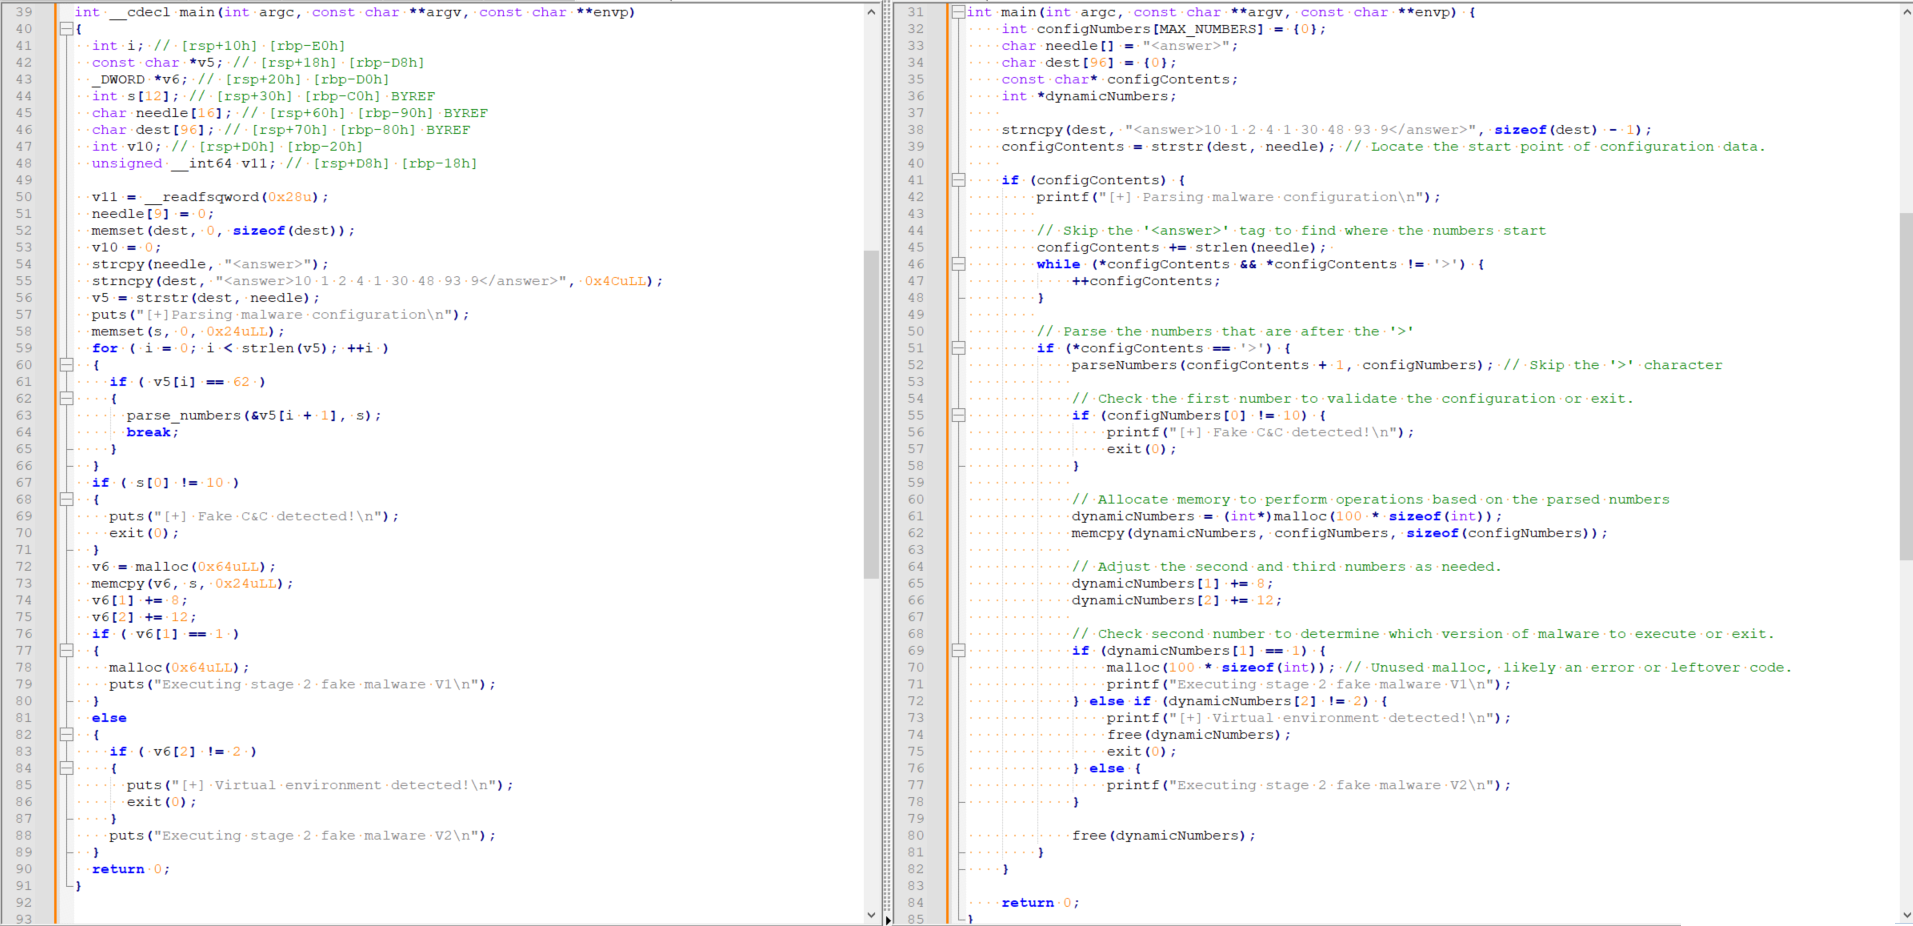 39 int __cdecl main(int argc, const char **argv, const char **envp)
40 {
41 int i; // [rsp+10h] [rbp-E0h]
42 const char *v5; // [rsp+18h] [rbp-D8h]
43 _DWORD *v6; // [rsp+20h] [rbp-D0h]
44 int s[12]; // [rsp+30h] [rbp-C0h] BYREF
45 char needle[16]; // [rsp+60h] [rbp-90h] BYREF
46 char dest[96]; // [rsp+70h] [rbp-80h] BYREF
47 int v10; // [rsp+D0h] [rbp-20h]
48 unsigned __int64 v11; // [rsp+D8h] [rbp-18h]
49
50 v11 = __readfsqword(0x28u);
51 needle[9] = 0;
52 memset(dest, 0, sizeof(dest));
53 v10 = 0;
54 strcpy(needle, "<answer>");
55 strncpy(dest, "<answer>10 1 2 4 1 30 48 93 9</answer>", 0x4CuLL);
56 v5 = strstr(dest, needle);
57 puts("[+]Parsing malware configuration\n");
58 memset(s, 0, 0x24uLL);
59 for ( i = 0; i < strlen(v5); ++i )
60 {
61 if ( v5[i] == 62 )
62 {
63 parse_numbers(&v5[i + 1], s);
64 break;
65 }
66 }
67 if ( s[0] != 10 )
68 {
69 puts("[+] Fake C&C detected!\n");
70 exit(0);
71 }
72 v6 = malloc(0x64uLL);
73 memcpy(v6, s, 0x24uLL);
74 v6[1] += 8;
75 v6[2] += 12;
76 if ( v6[1] == 1 )
77 {
78 malloc(0x64uLL);
79 puts("Executing stage 2 fake malware V1\n");
80 }
81 else
82 {
83 if ( v6[2] != 2 )
84 {
85 puts("[+] Virtual environment detected!\n");
86 exit(0);
87 }
88 puts("Executing stage 2 fake malware V2\n");
89 }
90 return 0;
91 }
92
93
31 int main(int argc, const char **argv, const char **envp) {
32 int configNumbers[MAX_NUMBERS] = {0};
33 char needle[] = "<answer>";
34 char dest[96] = {0};
35 const char* configContents;
36 int *dynamicNumbers;
37
38 strncpy(dest, "<answer>10 1 2 4 1 30 48 93 9</answer>", sizeof(dest) - 1);
39 configContents = strstr(dest, needle); // Locate the start point of configuration data.
40
41 if (configContents) {
42 printf("[+] Parsing malware configuration\n");
43
44 // Skip the '<answer>' tag to find where the numbers start
45 configContents += strlen(needle);
46 while (*configContents && *configContents != '>') {
47 ++configContents;
48 }
49
50 // Parse the numbers that are after the '>'
51 if (*configContents == '>') {
52 parseNumbers(configContents + 1, configNumbers); // Skip the '>' character
53
54 // Check the first number to validate the configuration or exit.
55 if (configNumbers[0] != 10) {
56 printf("[+] Fake C&C detected!\n");
57 exit(0);
58 }
59
60 // Allocate memory to perform operations based on the parsed numbers
61 dynamicNumbers = (int*)malloc(100 * sizeof(int));
62 memcpy(dynamicNumbers, configNumbers, sizeof(configNumbers));
63
64 // Adjust the second and third numbers as needed.
65 dynamicNumbers[1] += 8;
66 dynamicNumbers[2] += 12;
67
68 // Check second number to determine which version of malware to execute or exit.
69 if (dynamicNumbers[1] == 1) {
70 malloc(100 * sizeof(int)); // Unused malloc, likely an error or leftover code.
71 printf("Executing stage 2 fake malware V1\n");
72 } else if (dynamicNumbers[2] != 2) {
73 printf("[+] Virtual environment detected!\n");
74 free(dynamicNumbers);
75 exit(0);
76 } else {
77 printf("Executing stage 2 fake malware V2\n");
78 }
79
80 free(dynamicNumbers);
81 }
82 }
83
84 return 0;
85 }